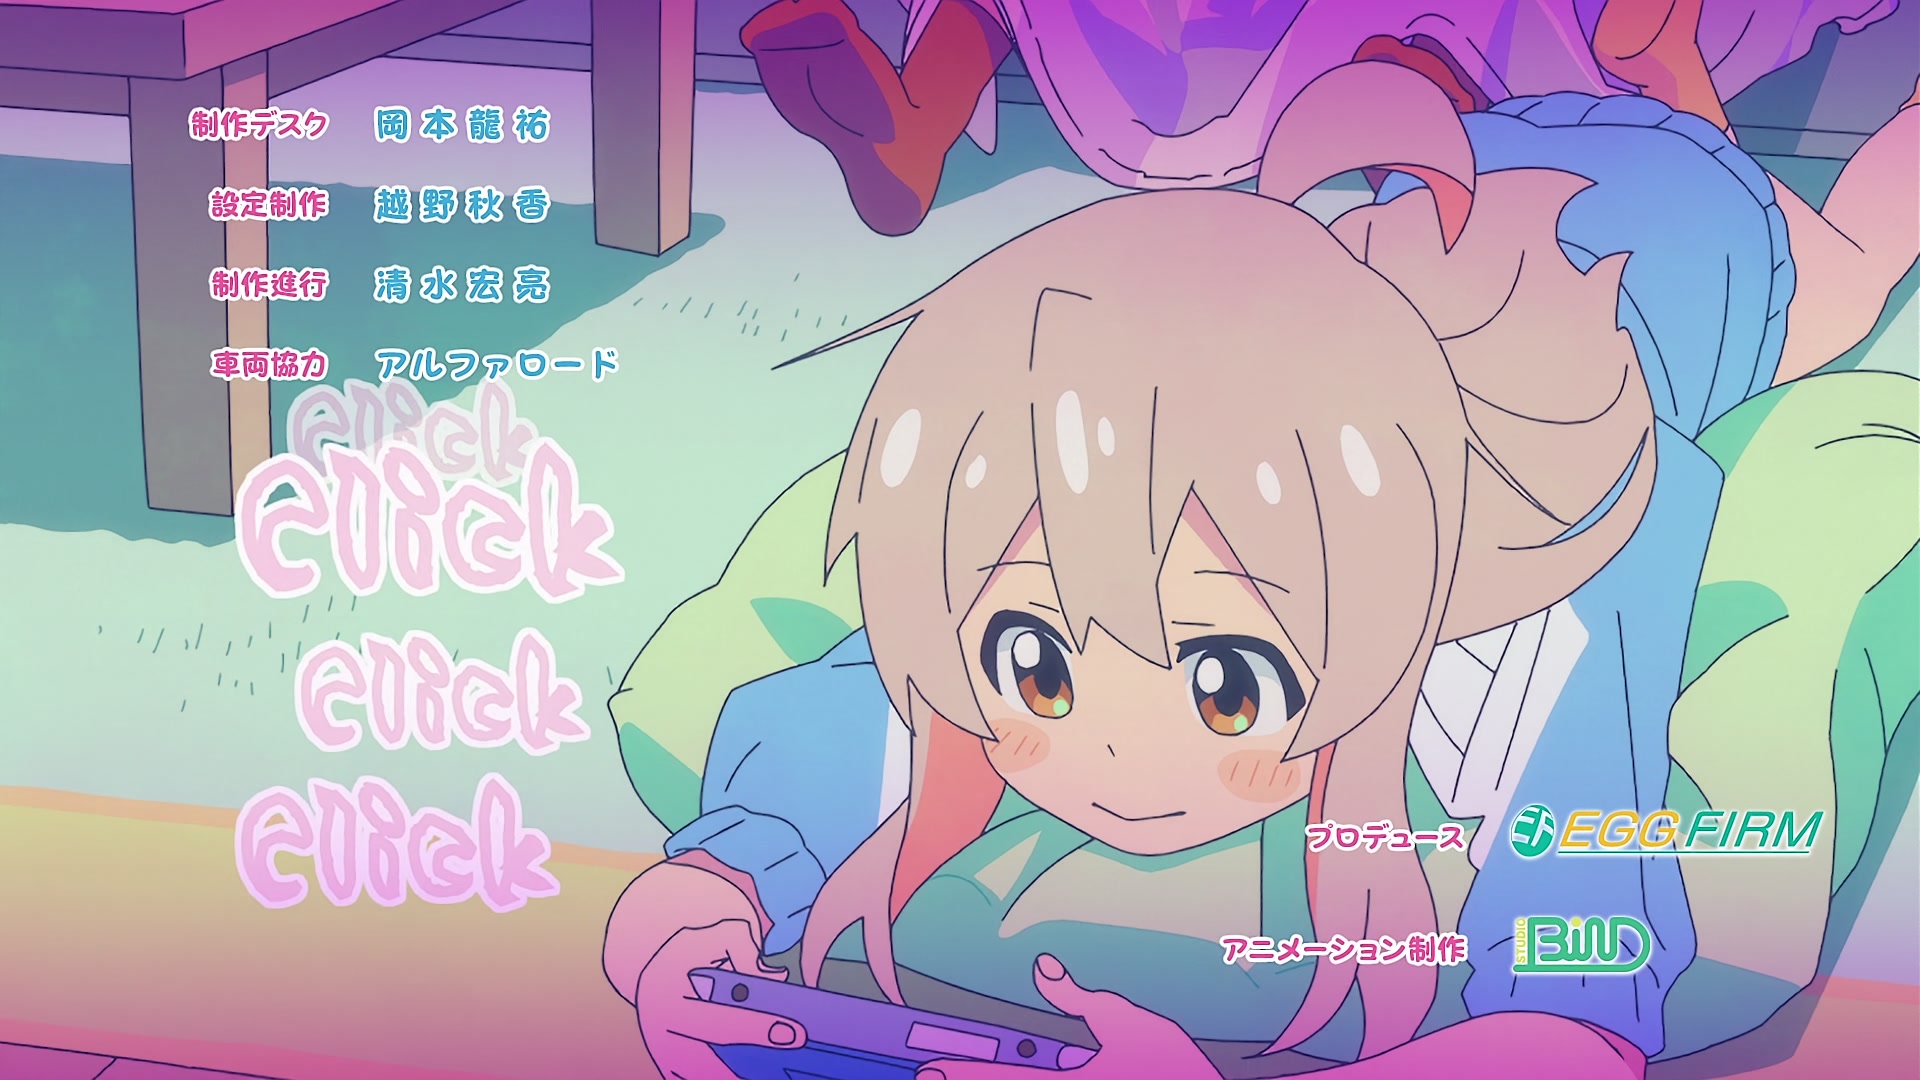 制作デスク 岡本龍祐
設定制作 越野秋香
制作進行 清水宏亮
車両協力 アルファロード
click
click
click
click
プロデュース EGG FIRM
アニメーション制作 STUDIO BiND